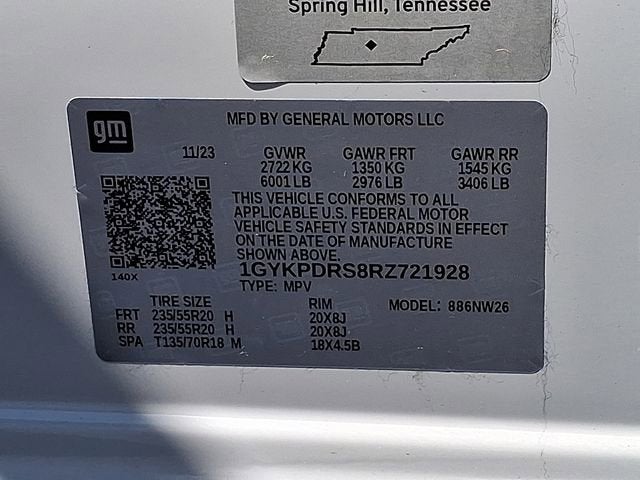 Spring Hill, Tennessee
gm
MFD BY GENERAL MOTORS LLC
11/23 GVWR GAWR FRT GAWR RR
2722 KG 1350 KG 1545 KG
6001 LB 2976 LB 3406 LB
THIS VEHICLE CONFORMS TO ALL
APPLICABLE U.S. FEDERAL MOTOR
VEHICLE SAFETY STANDARDS IN EFFECT
ON THE DATE OF MANUFACTURE
SHOWN ABOVE.
140X
1GYKPDRS8RZ721928
TYPE: MPV
TIRE SIZE RIM MODEL: 886NW26
FRT 235/55R20 H 20X8J
RR 235/55R20 H 20X8J
SPA T135/70R18 M 18X4.5B